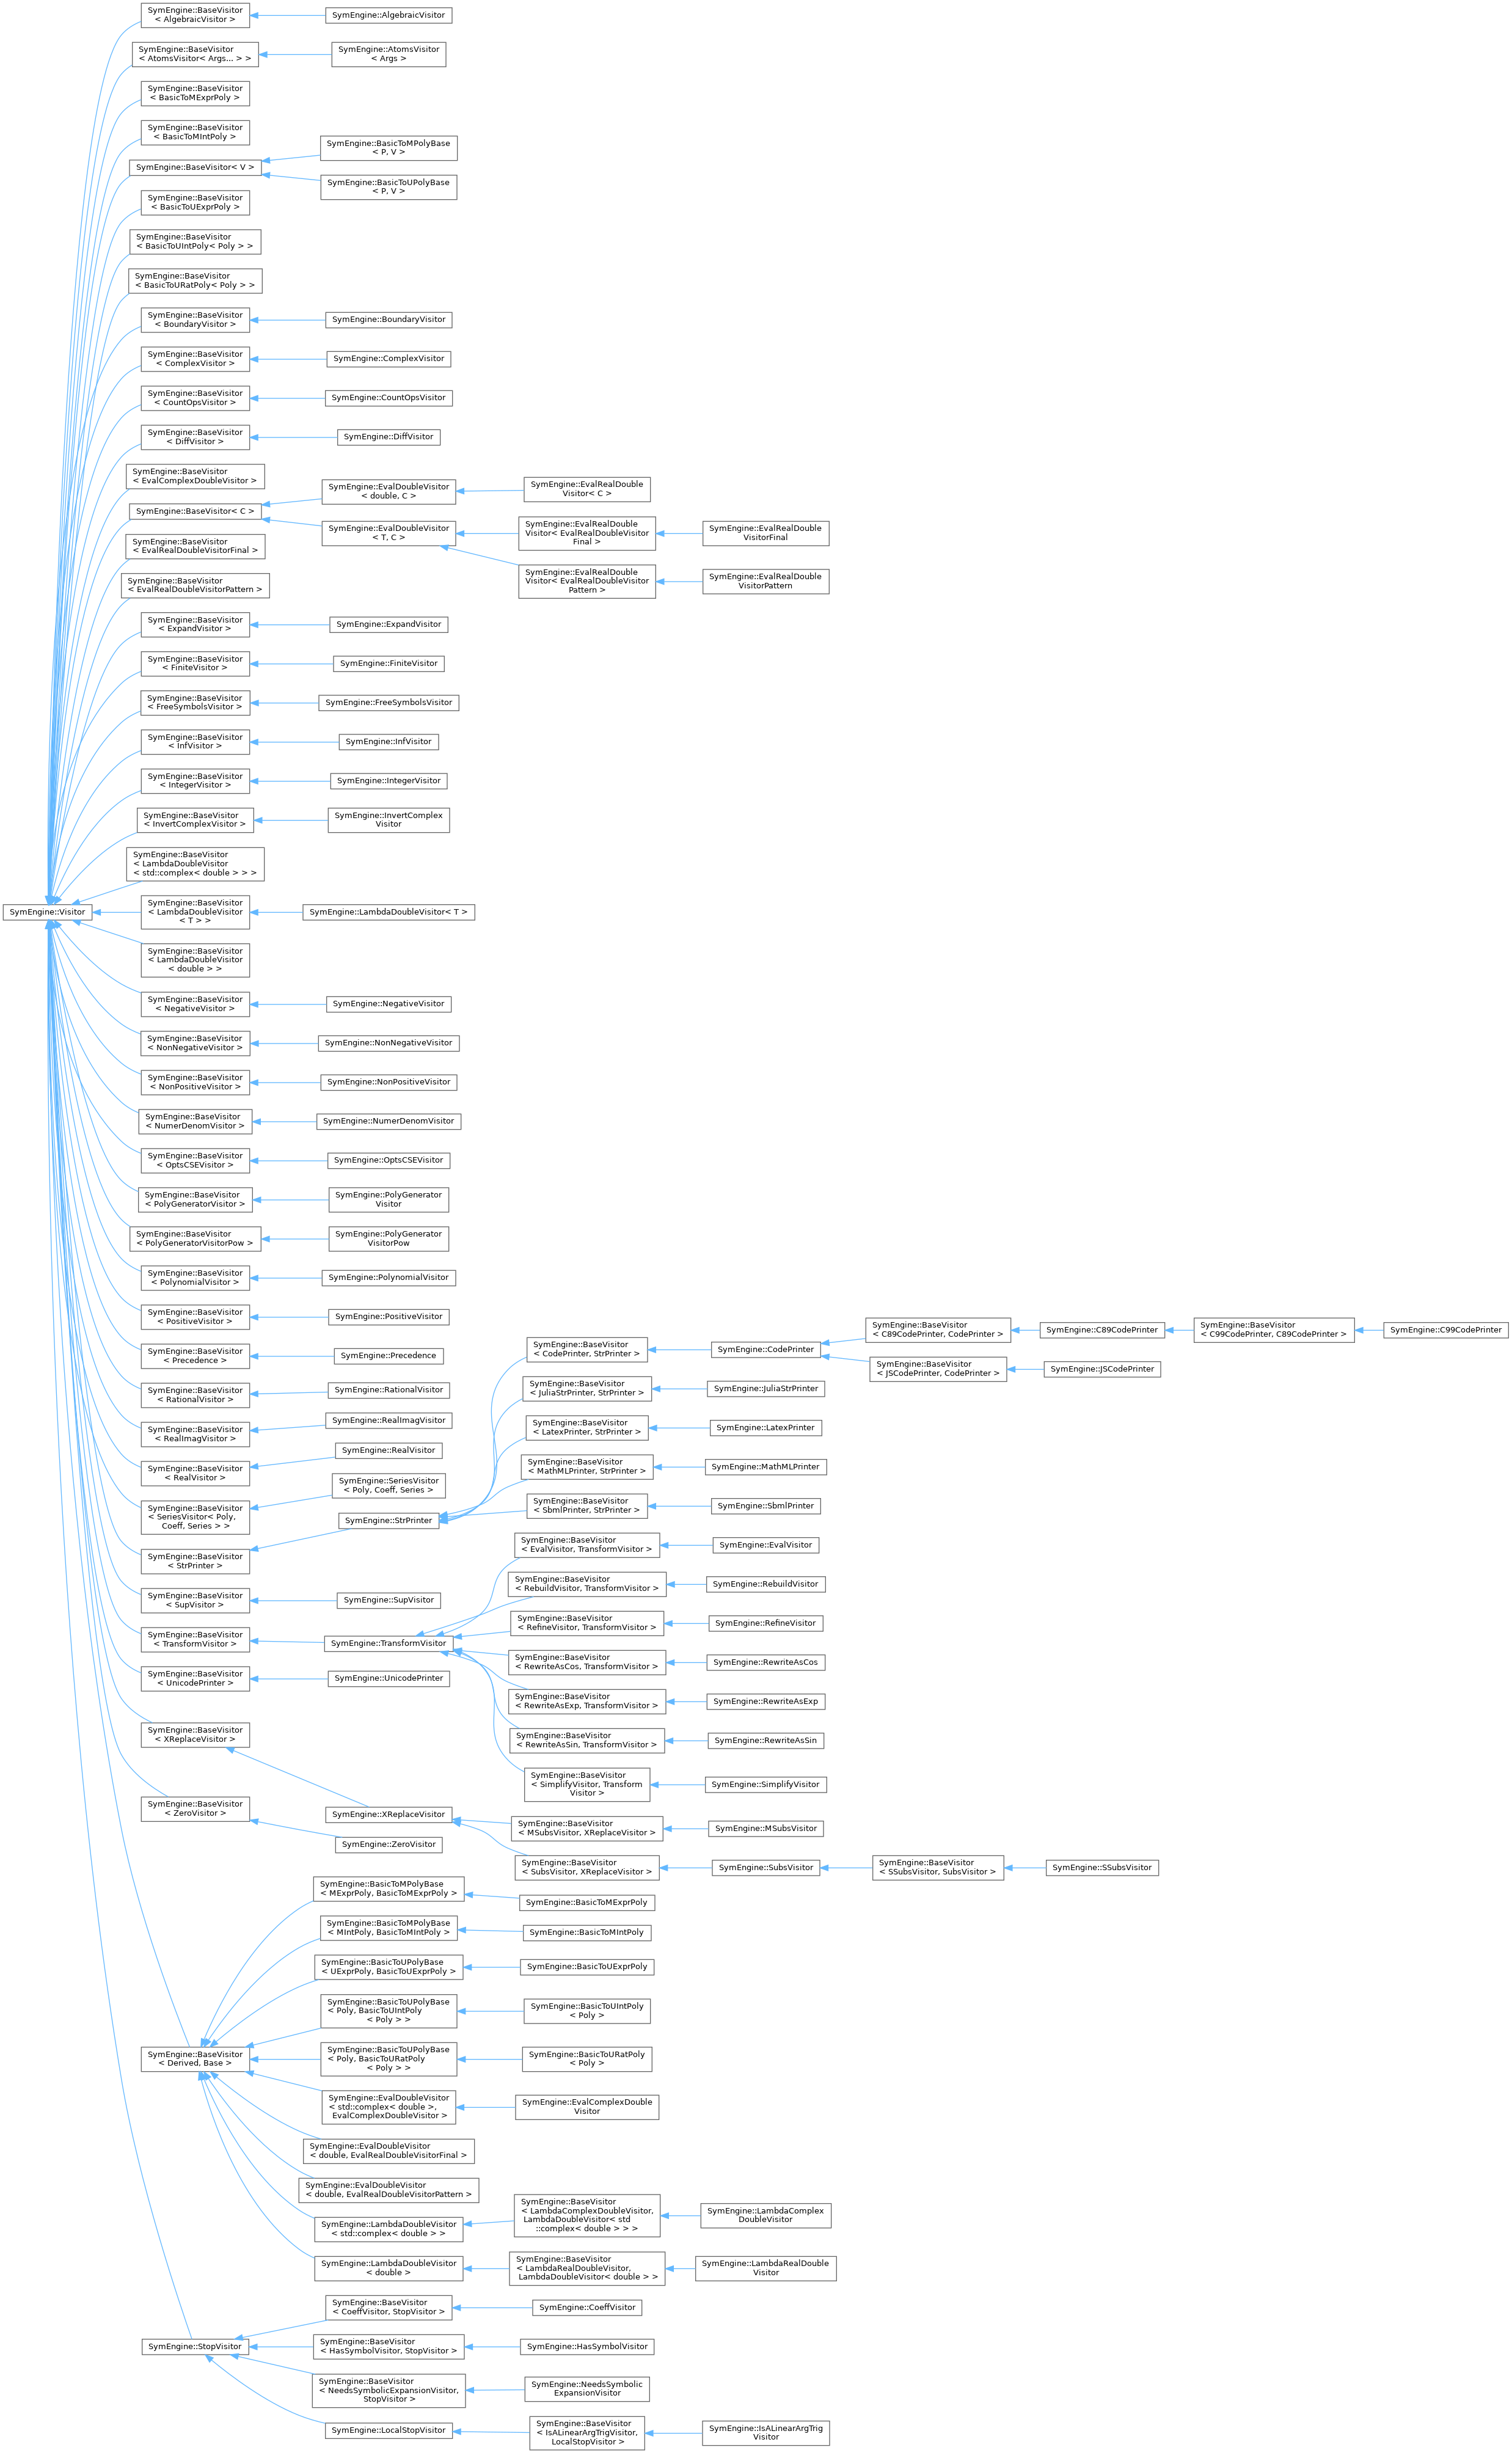 SymEngine::BaseVisitor
< AlgebraicVisitor >
SymEngine::AlgebraicVisitor
SymEngine::BaseVisitor
< AtomsVisitor< Args... > >
SymEngine::AtomsVisitor
< Args >
SymEngine::BaseVisitor
< BasicToMExprPoly >
SymEngine::BaseVisitor
< BasicToMIntPoly >
SymEngine::BaseVisitor< V >
SymEngine::BasicToMPolyBase
< P, V >
SymEngine::BasicToUPolyBase
< P, V >
SymEngine::BaseVisitor
< BasicToUExprPoly >
SymEngine::BaseVisitor
< BasicToUIntPoly< Poly > >
SymEngine::BaseVisitor
< BasicToURatPoly< Poly > >
SymEngine::BaseVisitor
< BoundaryVisitor >
SymEngine::BoundaryVisitor
SymEngine::BaseVisitor
< ComplexVisitor >
SymEngine::ComplexVisitor
SymEngine::BaseVisitor
< CountOpsVisitor >
SymEngine::CountOpsVisitor
SymEngine::BaseVisitor
< DiffVisitor >
SymEngine::DiffVisitor
SymEngine::BaseVisitor
< EvalComplexDoubleVisitor >
SymEngine::BaseVisitor< C >
SymEngine::EvalDoubleVisitor
< double, C >
SymEngine::EvalRealDouble
Visitor< C >
SymEngine::EvalDoubleVisitor
< T, C >
SymEngine::EvalRealDouble
Visitor< EvalRealDoubleVisitor
Final >
SymEngine::EvalRealDouble
VisitorFinal
SymEngine::EvalRealDouble
Visitor< EvalRealDoubleVisitor
Pattern >
SymEngine::EvalRealDouble
VisitorPattern
SymEngine::BaseVisitor
< EvalRealDoubleVisitorFinal >
SymEngine::BaseVisitor
< EvalRealDoubleVisitorPattern >
SymEngine::BaseVisitor
< ExpandVisitor >
SymEngine::ExpandVisitor
SymEngine::BaseVisitor
< FiniteVisitor >
SymEngine::FiniteVisitor
SymEngine::BaseVisitor
< FreeSymbolsVisitor >
SymEngine::FreeSymbolsVisitor
SymEngine::BaseVisitor
< InfVisitor >
SymEngine::InfVisitor
SymEngine::BaseVisitor
< IntegerVisitor >
SymEngine::IntegerVisitor
SymEngine::BaseVisitor
< InvertComplexVisitor >
SymEngine::InvertComplex
Visitor
SymEngine::BaseVisitor
< LambdaDoubleVisitor
< std::complex< double > > >
SymEngine::Visitor
SymEngine::BaseVisitor
< LambdaDoubleVisitor
< T > >
SymEngine::LambdaDoubleVisitor< T >
SymEngine::BaseVisitor
< LambdaDoubleVisitor
< double > >
SymEngine::BaseVisitor
< NegativeVisitor >
SymEngine::NegativeVisitor
SymEngine::BaseVisitor
< NonNegativeVisitor >
SymEngine::NonNegativeVisitor
SymEngine::BaseVisitor
< NonPositiveVisitor >
SymEngine::NonPositiveVisitor
SymEngine::BaseVisitor
< NumerDenomVisitor >
SymEngine::NumerDenomVisitor
SymEngine::BaseVisitor
< OptsCSEVisitor >
SymEngine::OptsCSEVisitor
SymEngine::BaseVisitor
< PolyGeneratorVisitor >
SymEngine::PolyGenerator
Visitor
SymEngine::BaseVisitor
< PolyGeneratorVisitorPow >
SymEngine::PolyGenerator
VisitorPow
SymEngine::BaseVisitor
< PolynomialVisitor >
SymEngine::PolynomialVisitor
SymEngine::BaseVisitor
< PositiveVisitor >
SymEngine::PositiveVisitor
SymEngine::BaseVisitor
< Precedence >
SymEngine::Precedence
SymEngine::BaseVisitor
< RationalVisitor >
SymEngine::RationalVisitor
SymEngine::BaseVisitor
< RealImagVisitor >
SymEngine::RealImagVisitor
SymEngine::BaseVisitor
< RealVisitor >
SymEngine::RealVisitor
SymEngine::BaseVisitor
< SeriesVisitor< Poly,
Coeff, Series > >
SymEngine::SeriesVisitor
< Poly, Coeff, Series >
SymEngine::BaseVisitor
< StrPrinter >
SymEngine::StrPrinter
SymEngine::BaseVisitor
< CodePrinter, StrPrinter >
SymEngine::CodePrinter
SymEngine::BaseVisitor
< C89CodePrinter, CodePrinter >
SymEngine::C89CodePrinter
SymEngine::BaseVisitor
< C99CodePrinter, C89CodePrinter >
SymEngine::C99CodePrinter
SymEngine::BaseVisitor
< JSCodePrinter, CodePrinter >
SymEngine::JSCodePrinter
SymEngine::BaseVisitor
< JuliaStrPrinter, StrPrinter >
SymEngine::JuliaStrPrinter
SymEngine::BaseVisitor
< LatexPrinter, StrPrinter >
SymEngine::LatexPrinter
SymEngine::BaseVisitor
< MathMLPrinter, StrPrinter >
SymEngine::MathMLPrinter
SymEngine::BaseVisitor
< SbmlPrinter, StrPrinter >
SymEngine::SbmlPrinter
SymEngine::BaseVisitor
< SupVisitor >
SymEngine::SupVisitor
SymEngine::BaseVisitor
< TransformVisitor >
SymEngine::TransformVisitor
SymEngine::BaseVisitor
< EvalVisitor, TransformVisitor >
SymEngine::EvalVisitor
SymEngine::BaseVisitor
< RebuildVisitor, TransformVisitor >
SymEngine::RebuildVisitor
SymEngine::BaseVisitor
< RefineVisitor, TransformVisitor >
SymEngine::RefineVisitor
SymEngine::BaseVisitor
< RewriteAsCos, TransformVisitor >
SymEngine::RewriteAsCos
SymEngine::BaseVisitor
< RewriteAsExp, TransformVisitor >
SymEngine::RewriteAsExp
SymEngine::BaseVisitor
< RewriteAsSin, TransformVisitor >
SymEngine::RewriteAsSin
SymEngine::BaseVisitor
< SimplifyVisitor, Transform
Visitor >
SymEngine::SimplifyVisitor
SymEngine::BaseVisitor
< UnicodePrinter >
SymEngine::UnicodePrinter
SymEngine::BaseVisitor
< XReplaceVisitor >
SymEngine::XReplaceVisitor
SymEngine::BaseVisitor
< MSubsVisitor, XReplaceVisitor >
SymEngine::MSubsVisitor
SymEngine::BaseVisitor
< SubsVisitor, XReplaceVisitor >
SymEngine::SubsVisitor
SymEngine::BaseVisitor
< SSubsVisitor, SubsVisitor >
SymEngine::SSubsVisitor
SymEngine::BaseVisitor
< ZeroVisitor >
SymEngine::ZeroVisitor
SymEngine::BaseVisitor
< Derived, Base >
SymEngine::BasicToMPolyBase
< MExprPoly, BasicToMExprPoly >
SymEngine::BasicToMExprPoly
SymEngine::BasicToMPolyBase
< MIntPoly, BasicToMIntPoly >
SymEngine::BasicToMIntPoly
SymEngine::BasicToUPolyBase
< UExprPoly, BasicToUExprPoly >
SymEngine::BasicToUExprPoly
SymEngine::BasicToUPolyBase
< Poly, BasicToUIntPoly
< Poly > >
SymEngine::BasicToUIntPoly
< Poly >
SymEngine::BasicToUPolyBase
< Poly, BasicToURatPoly
< Poly > >
SymEngine::BasicToURatPoly
< Poly >
SymEngine::EvalDoubleVisitor
< std::complex< double >,
EvalComplexDoubleVisitor >
SymEngine::EvalComplexDouble
Visitor
SymEngine::EvalDoubleVisitor
< double, EvalRealDoubleVisitorFinal >
SymEngine::EvalDoubleVisitor
< double, EvalRealDoubleVisitorPattern >
SymEngine::LambdaDoubleVisitor
< std::complex< double > >
SymEngine::BaseVisitor
< LambdaComplexDoubleVisitor,
LambdaDoubleVisitor< std
::complex< double > > >
SymEngine::LambdaComplex
DoubleVisitor
SymEngine::LambdaDoubleVisitor
< double >
SymEngine::BaseVisitor
< LambdaRealDoubleVisitor,
LambdaDoubleVisitor< double > >
SymEngine::LambdaRealDouble
Visitor
SymEngine::StopVisitor
SymEngine::BaseVisitor
< CoeffVisitor, StopVisitor >
SymEngine::CoeffVisitor
SymEngine::BaseVisitor
< HasSymbolVisitor, StopVisitor >
SymEngine::HasSymbolVisitor
SymEngine::BaseVisitor
< NeedsSymbolicExpansionVisitor,
StopVisitor >
SymEngine::NeedsSymbolic
ExpansionVisitor
SymEngine::LocalStopVisitor
SymEngine::BaseVisitor
< IsALinearArgTrigVisitor,
LocalStopVisitor >
SymEngine::IsALinearArgTrig
Visitor